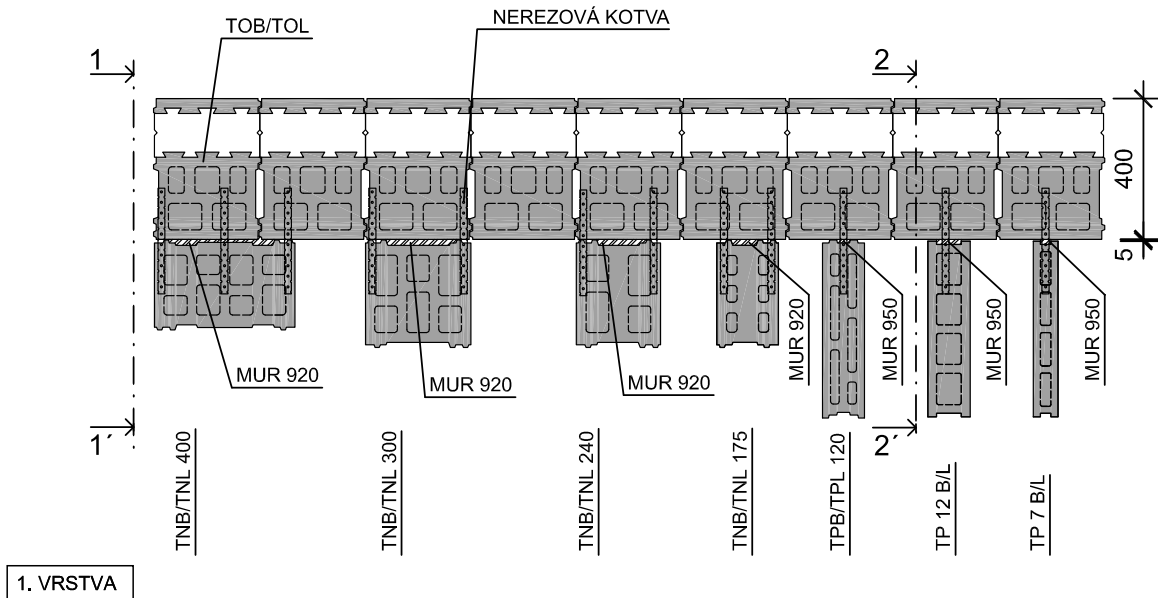 TOB/TOL
NEREZOVÁ KOTVA
1
2
400
5
MUR 920
MUR 920
MUR 920
MUR 920
MUR 950
MUR 950
MUR 950
1´
2´
TNB/TNL 400
TNB/TNL 300
TNB/TNL 240
TNB/TNL 175
TPB/TPL 120
TP 12 B/L
TP 7 B/L
1. VRSTVA